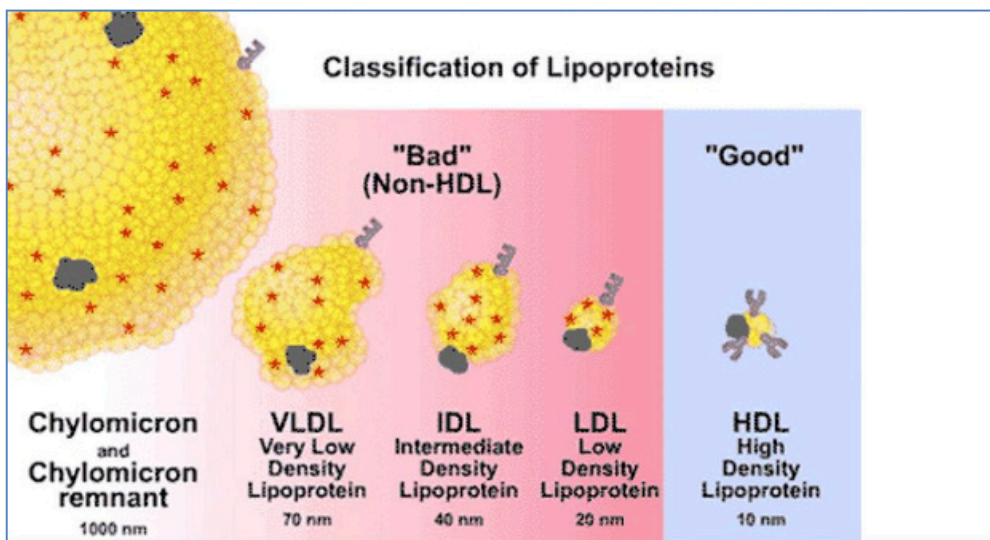 Classification of Lipoproteins
"Bad"
(Non-HDL)
"Good"
Chylomicron
and
Chylomicron
remnant
1000 nm
VLDL
Very Low
Density
Lipoprotein
70 nm
IDL
Intermediate
Density
Lipoprotein
40 nm
LDL
Low
Density
Lipoprotein
20 nm
HDL
High
Density
Lipoprotein
10 nm